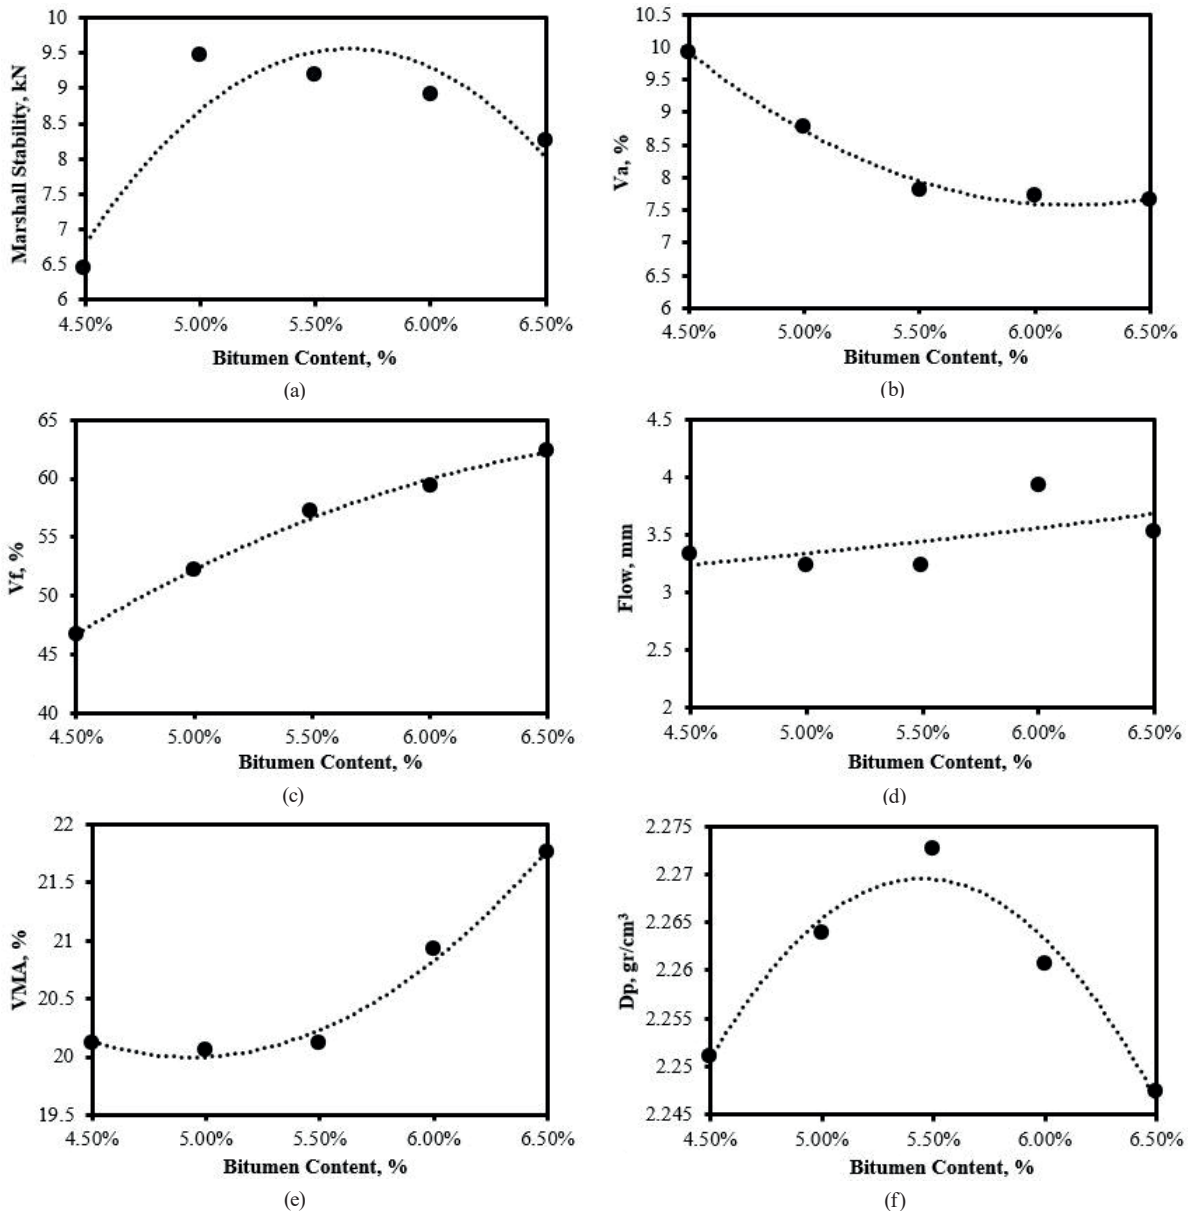 10
9.5
9
8.5
8
7.5
7
6.5
6
Marshall Stability, kN
4.50% 5.00% 5.50% 6.00% 6.50%
Bitumen Content, %
(a)
10.5
10
9.5
9
8.5
8
7.5
7
6.5
6
Va, %
4.50% 5.00% 5.50% 6.00% 6.50%
Bitumen Content, %
(b)
65
60
55
50
45
40
Vf, %
4.50% 5.00% 5.50% 6.00% 6.50%
Bitumen Content, %
(c)
4.5
4
3.5
3
2.5
2
Flow, mm
4.50% 5.00% 5.50% 6.00% 6.50%
Bitumen Content, %
(d)
22
21.5
21
20.5
20
19.5
VMA, %
4.50% 5.00% 5.50% 6.00% 6.50%
Bitumen Content, %
(e)
2.275
2.27
2.265
2.26
2.255
2.25
2.245
Dp, gr/cm³
4.50% 5.00% 5.50% 6.00% 6.50%
Bitumen Content, %
(f)